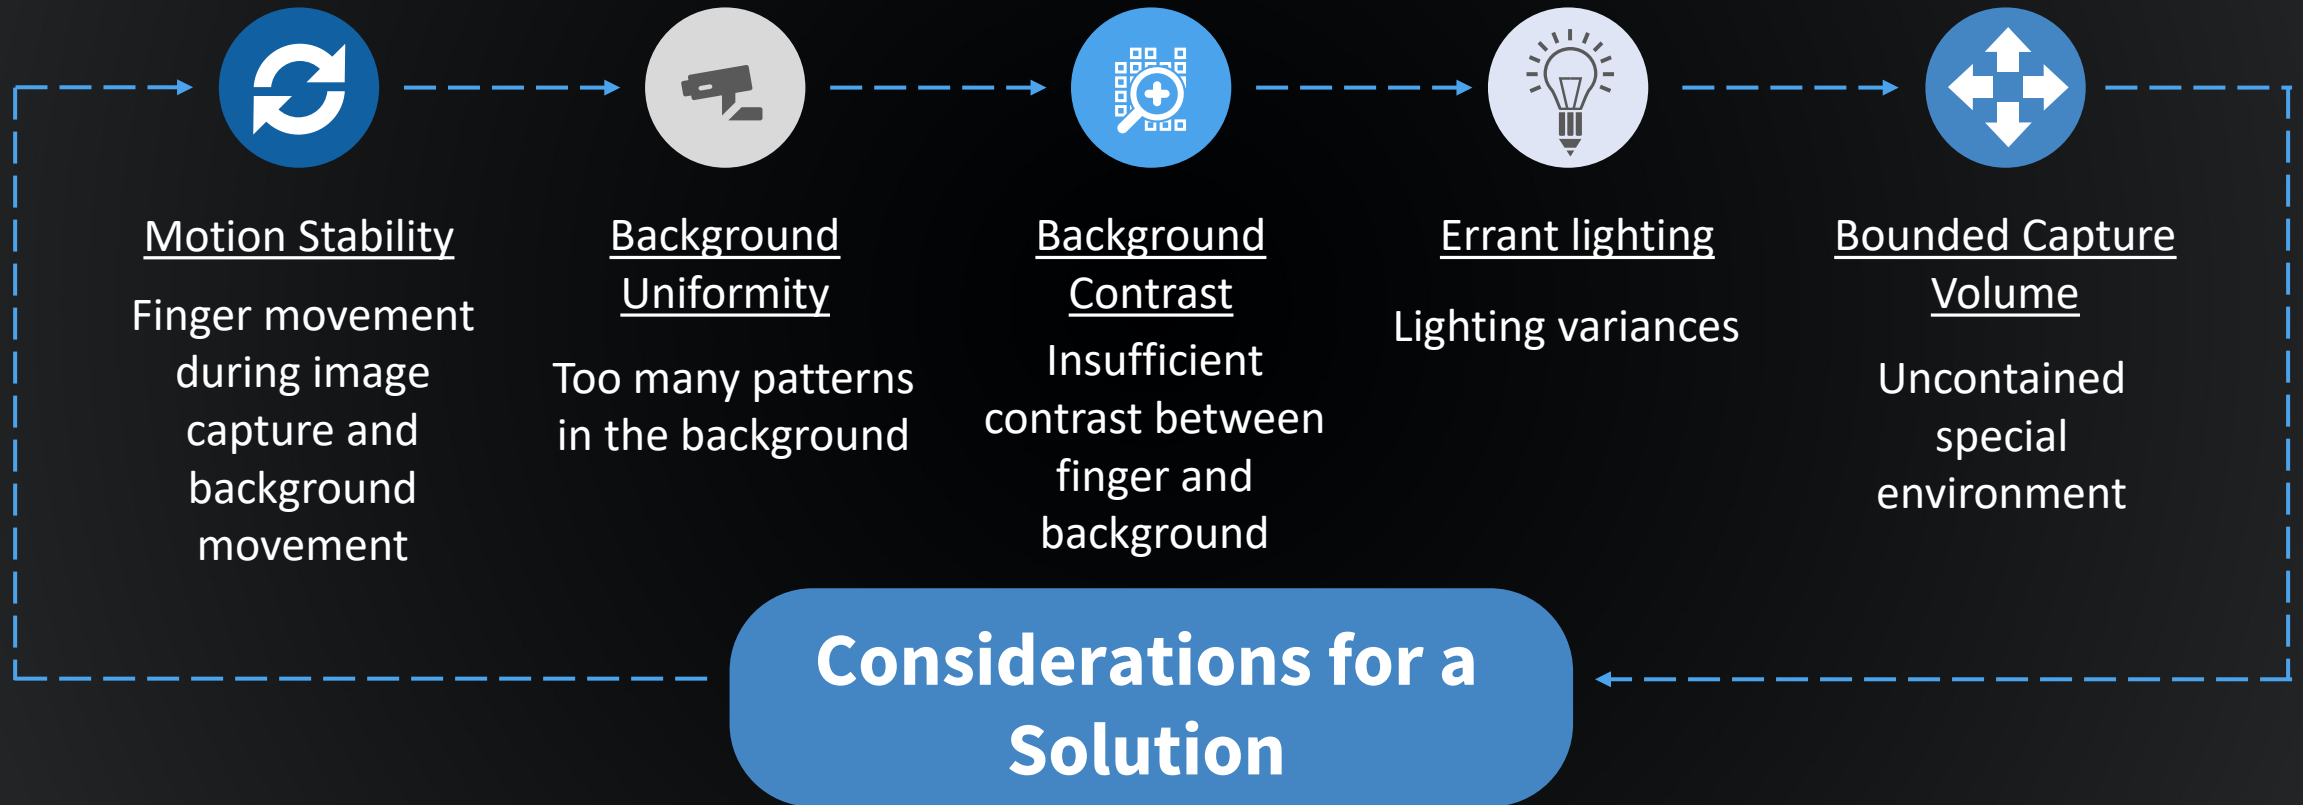 Motion Stability
Finger movement
during image
capture and
background
movement
Background
Uniformity
Too many patterns
in the background
Background
Contrast
Insufficient
contrast between
finger and
background
Errant lighting
Lighting variances
Bounded Capture
Volume
Uncontained
special
environment
Considerations for a
Solution